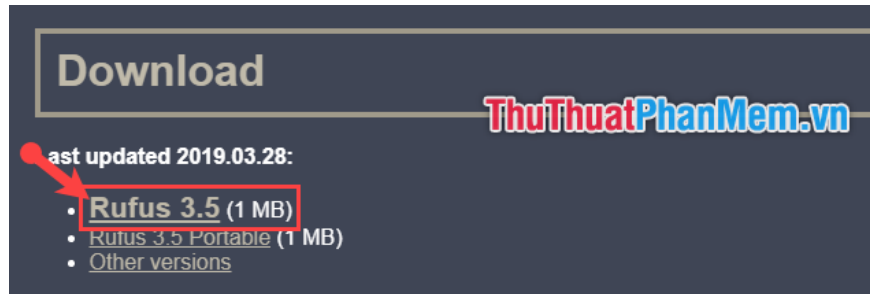 Download
ThuThuatPhanMem.vn
ast updated 2019.03.28:
Rufus 3.5 (1 MB)
Rufus 3.5 Portable (1 MB)
Other versions